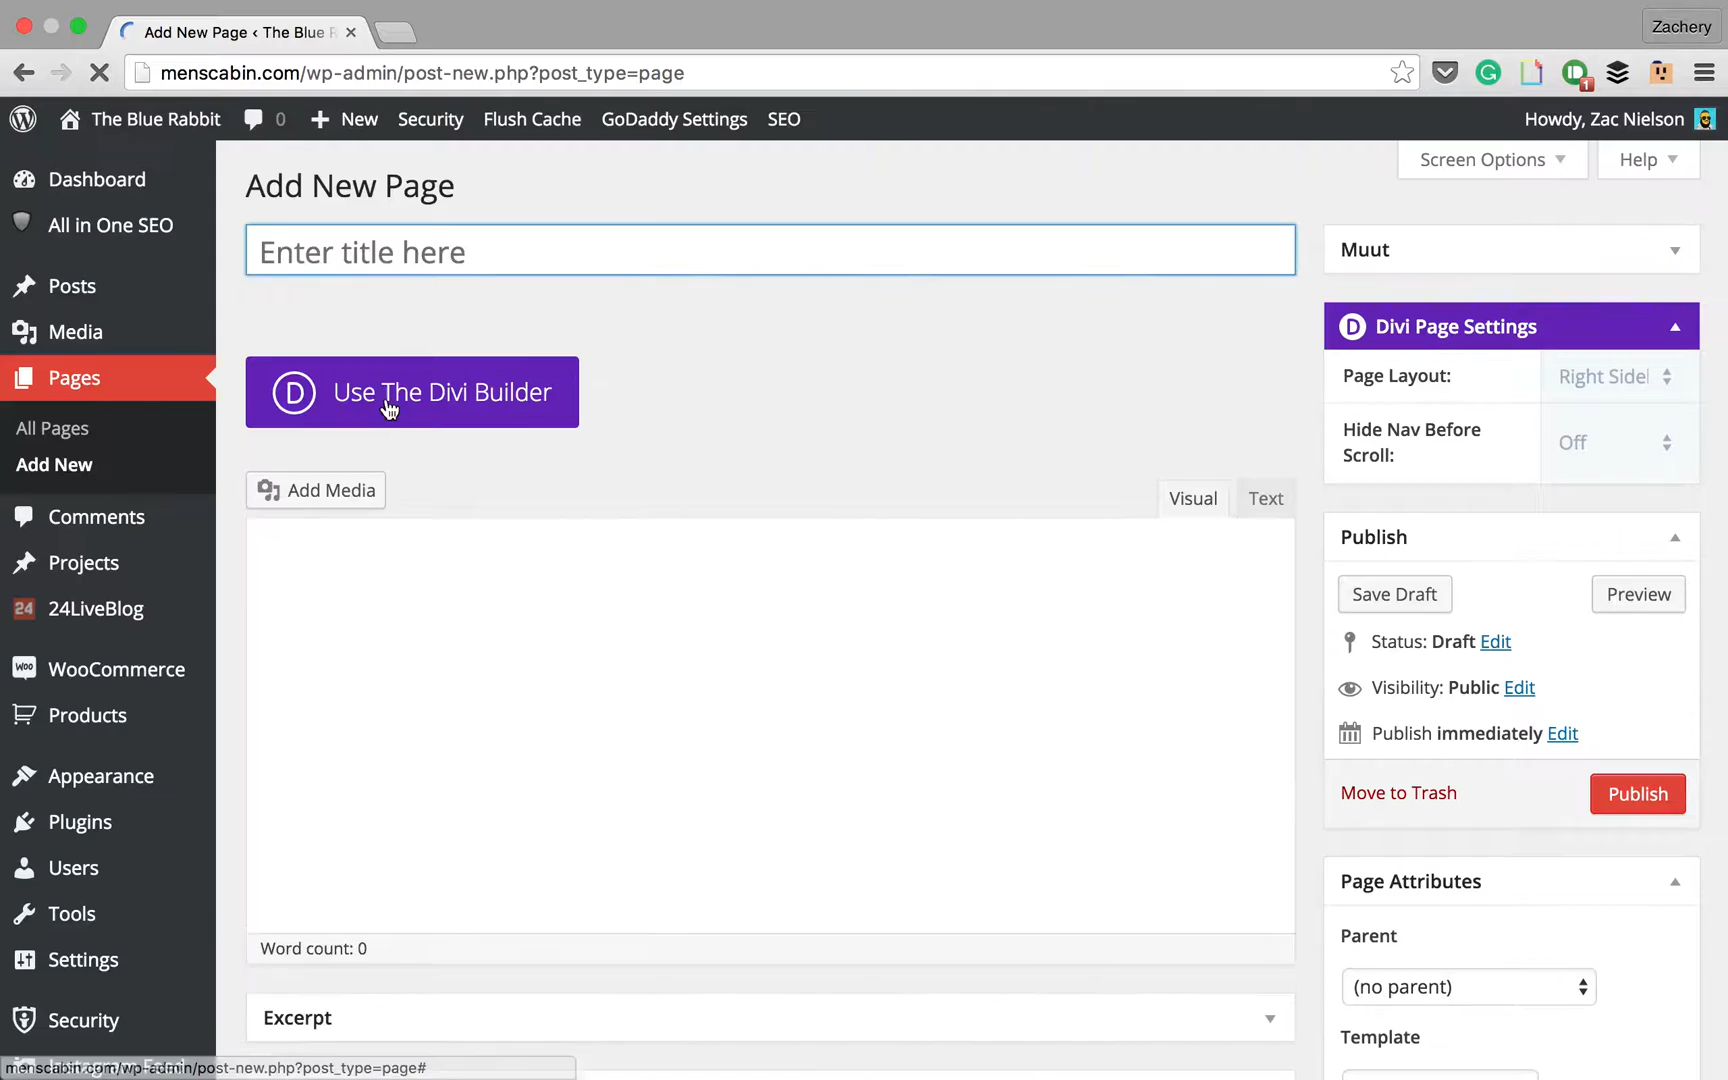 Add New Page ‹ The Blue R
Zachery
menscabin.com/wp-admin/post-new.php?post_type=page
1
The Blue Rabbit
0
New
Security
Flush Cache
GoDaddy Settings
SEO
Howdy, Zac Nielson
Dashboard
All in One SEO
Posts
Media
Pages
All Pages
Add New
Comments
Projects
24 24LiveBlog
Woo WooCommerce
Products
Appearance
Plugins
Users
Tools
Settings
Security
menscabin.com/wp-admin/post-new.php?post_type=page#
Screen Options
Help
Add New Page
Enter title here
D Use The Divi Builder
Add Media
Visual
Text
Word count: 0
Excerpt
Muut
D Divi Page Settings
Page Layout:
Right Sidel
Hide Nav Before
Scroll:
Off
Publish
Save Draft
Preview
Status: Draft Edit
Visibility: Public Edit
Publish immediately Edit
Move to Trash
Publish
Page Attributes
Parent
(no parent)
Template